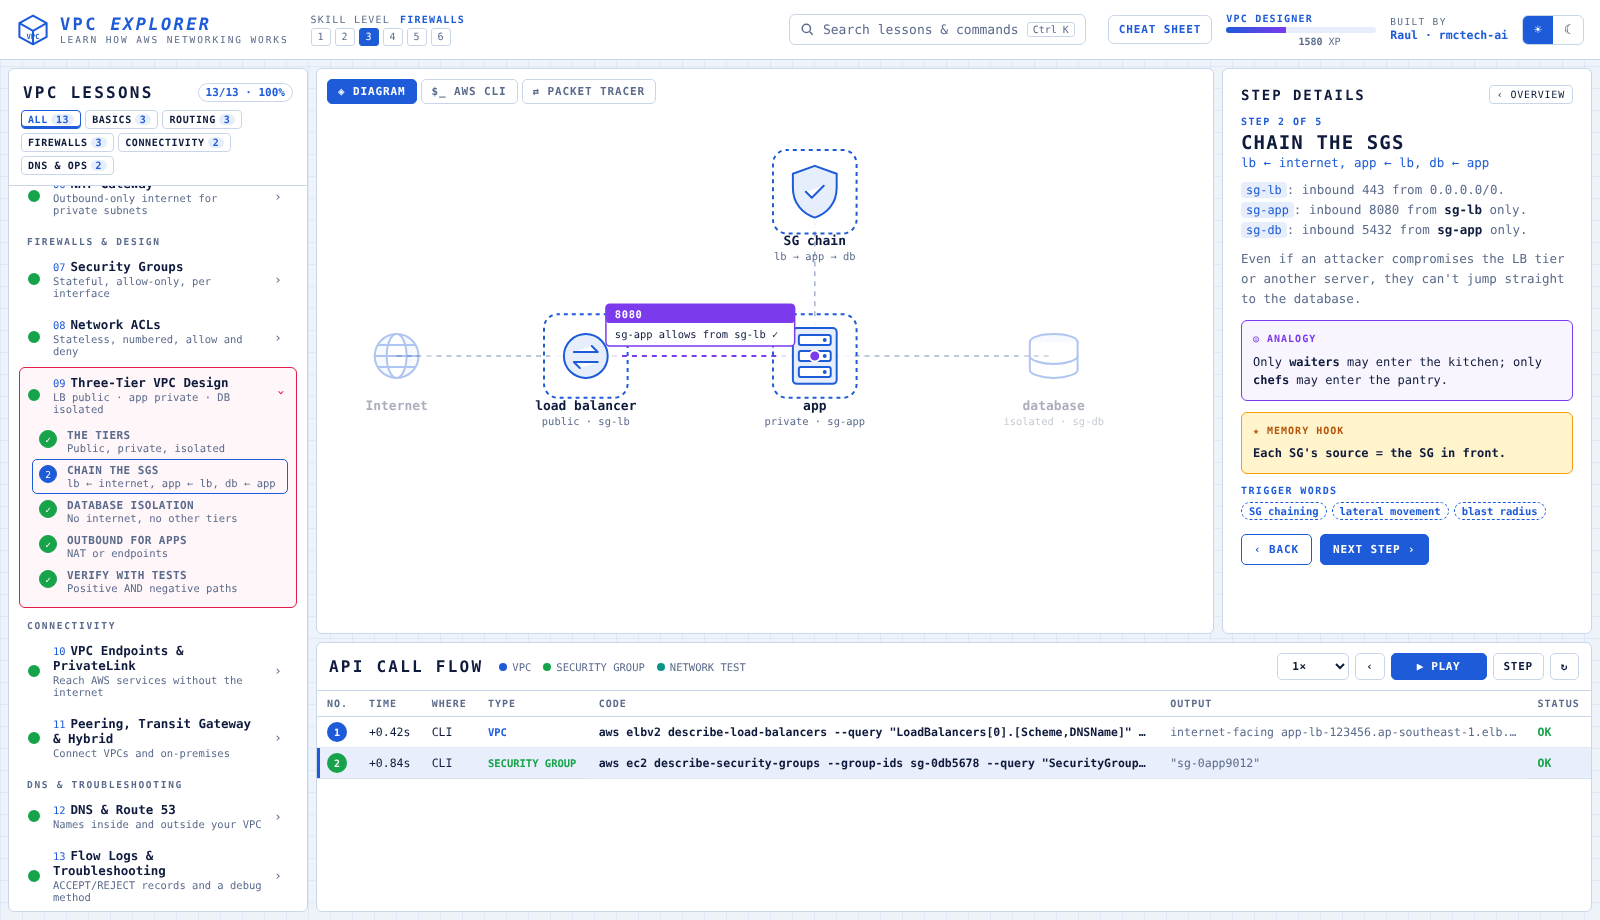 VPC EXPLORER
LEARN HOW AWS NETWORKING WORKS
SKILL LEVEL FIREWALLS
1 2 3 4 5 6
Search lessons & commands Ctrl K
CHEAT SHEET
VPC DESIGNER
1580 XP
BUILT BY
Raul · rmctech-ai
VPC LESSONS
13/13 · 100%
ALL 13 BASICS 3 ROUTING 3
FIREWALLS 3 CONNECTIVITY 2
DNS & OPS 2
Outbound-only internet for
private subnets
FIREWALLS & DESIGN
07 Security Groups
Stateful, allow-only, per
interface
08 Network ACLs
Stateless, numbered, allow and
deny
09 Three-Tier VPC Design
LB public · app private · DB
isolated
THE TIERS
Public, private, isolated
2 CHAIN THE SGS
lb ← internet, app ← lb, db ← app
DATABASE ISOLATION
No internet, no other tiers
OUTBOUND FOR APPS
NAT or endpoints
VERIFY WITH TESTS
Positive AND negative paths
CONNECTIVITY
10 VPC Endpoints &
PrivateLink
Reach AWS services without the
internet
11 Peering, Transit Gateway
& Hybrid
Connect VPCs and on-premises
DNS & TROUBLESHOOTING
12 DNS & Route 53
Names inside and outside your VPC
13 Flow Logs &
Troubleshooting
ACCEPT/REJECT records and a debug
method
◈ DIAGRAM $_ AWS CLI ⇄ PACKET TRACER
SG chain
lb → app → db
8080
sg-app allows from sg-lb ✓
Internet
load balancer
public · sg-lb
app
private · sg-app
database
isolated · sg-db
STEP DETAILS
‹ OVERVIEW
STEP 2 OF 5
CHAIN THE SGS
lb ← internet, app ← lb, db ← app
sg-lb: inbound 443 from 0.0.0.0/0.
sg-app: inbound 8080 from sg-lb only.
sg-db: inbound 5432 from sg-app only.
Even if an attacker compromises the LB tier
or another server, they can't jump straight
to the database.
◎ ANALOGY
Only waiters may enter the kitchen; only
chefs may enter the pantry.
★ MEMORY HOOK
Each SG's source = the SG in front.
TRIGGER WORDS
SG chaining lateral movement blast radius
‹ BACK NEXT STEP ›
API CALL FLOW
VPC SECURITY GROUP NETWORK TEST
1× ‹ ▶ PLAY STEP ↻
NO. TIME WHERE TYPE CODE OUTPUT STATUS
1 +0.42s CLI VPC aws elbv2 describe-load-balancers --query "LoadBalancers[0].[Scheme,DNSName]" … internet-facing app-lb-123456.ap-southeast-1.elb.… OK
2 +0.84s CLI SECURITY GROUP aws ec2 describe-security-groups --group-ids sg-0db5678 --query "SecurityGroup… "sg-0app9012" OK